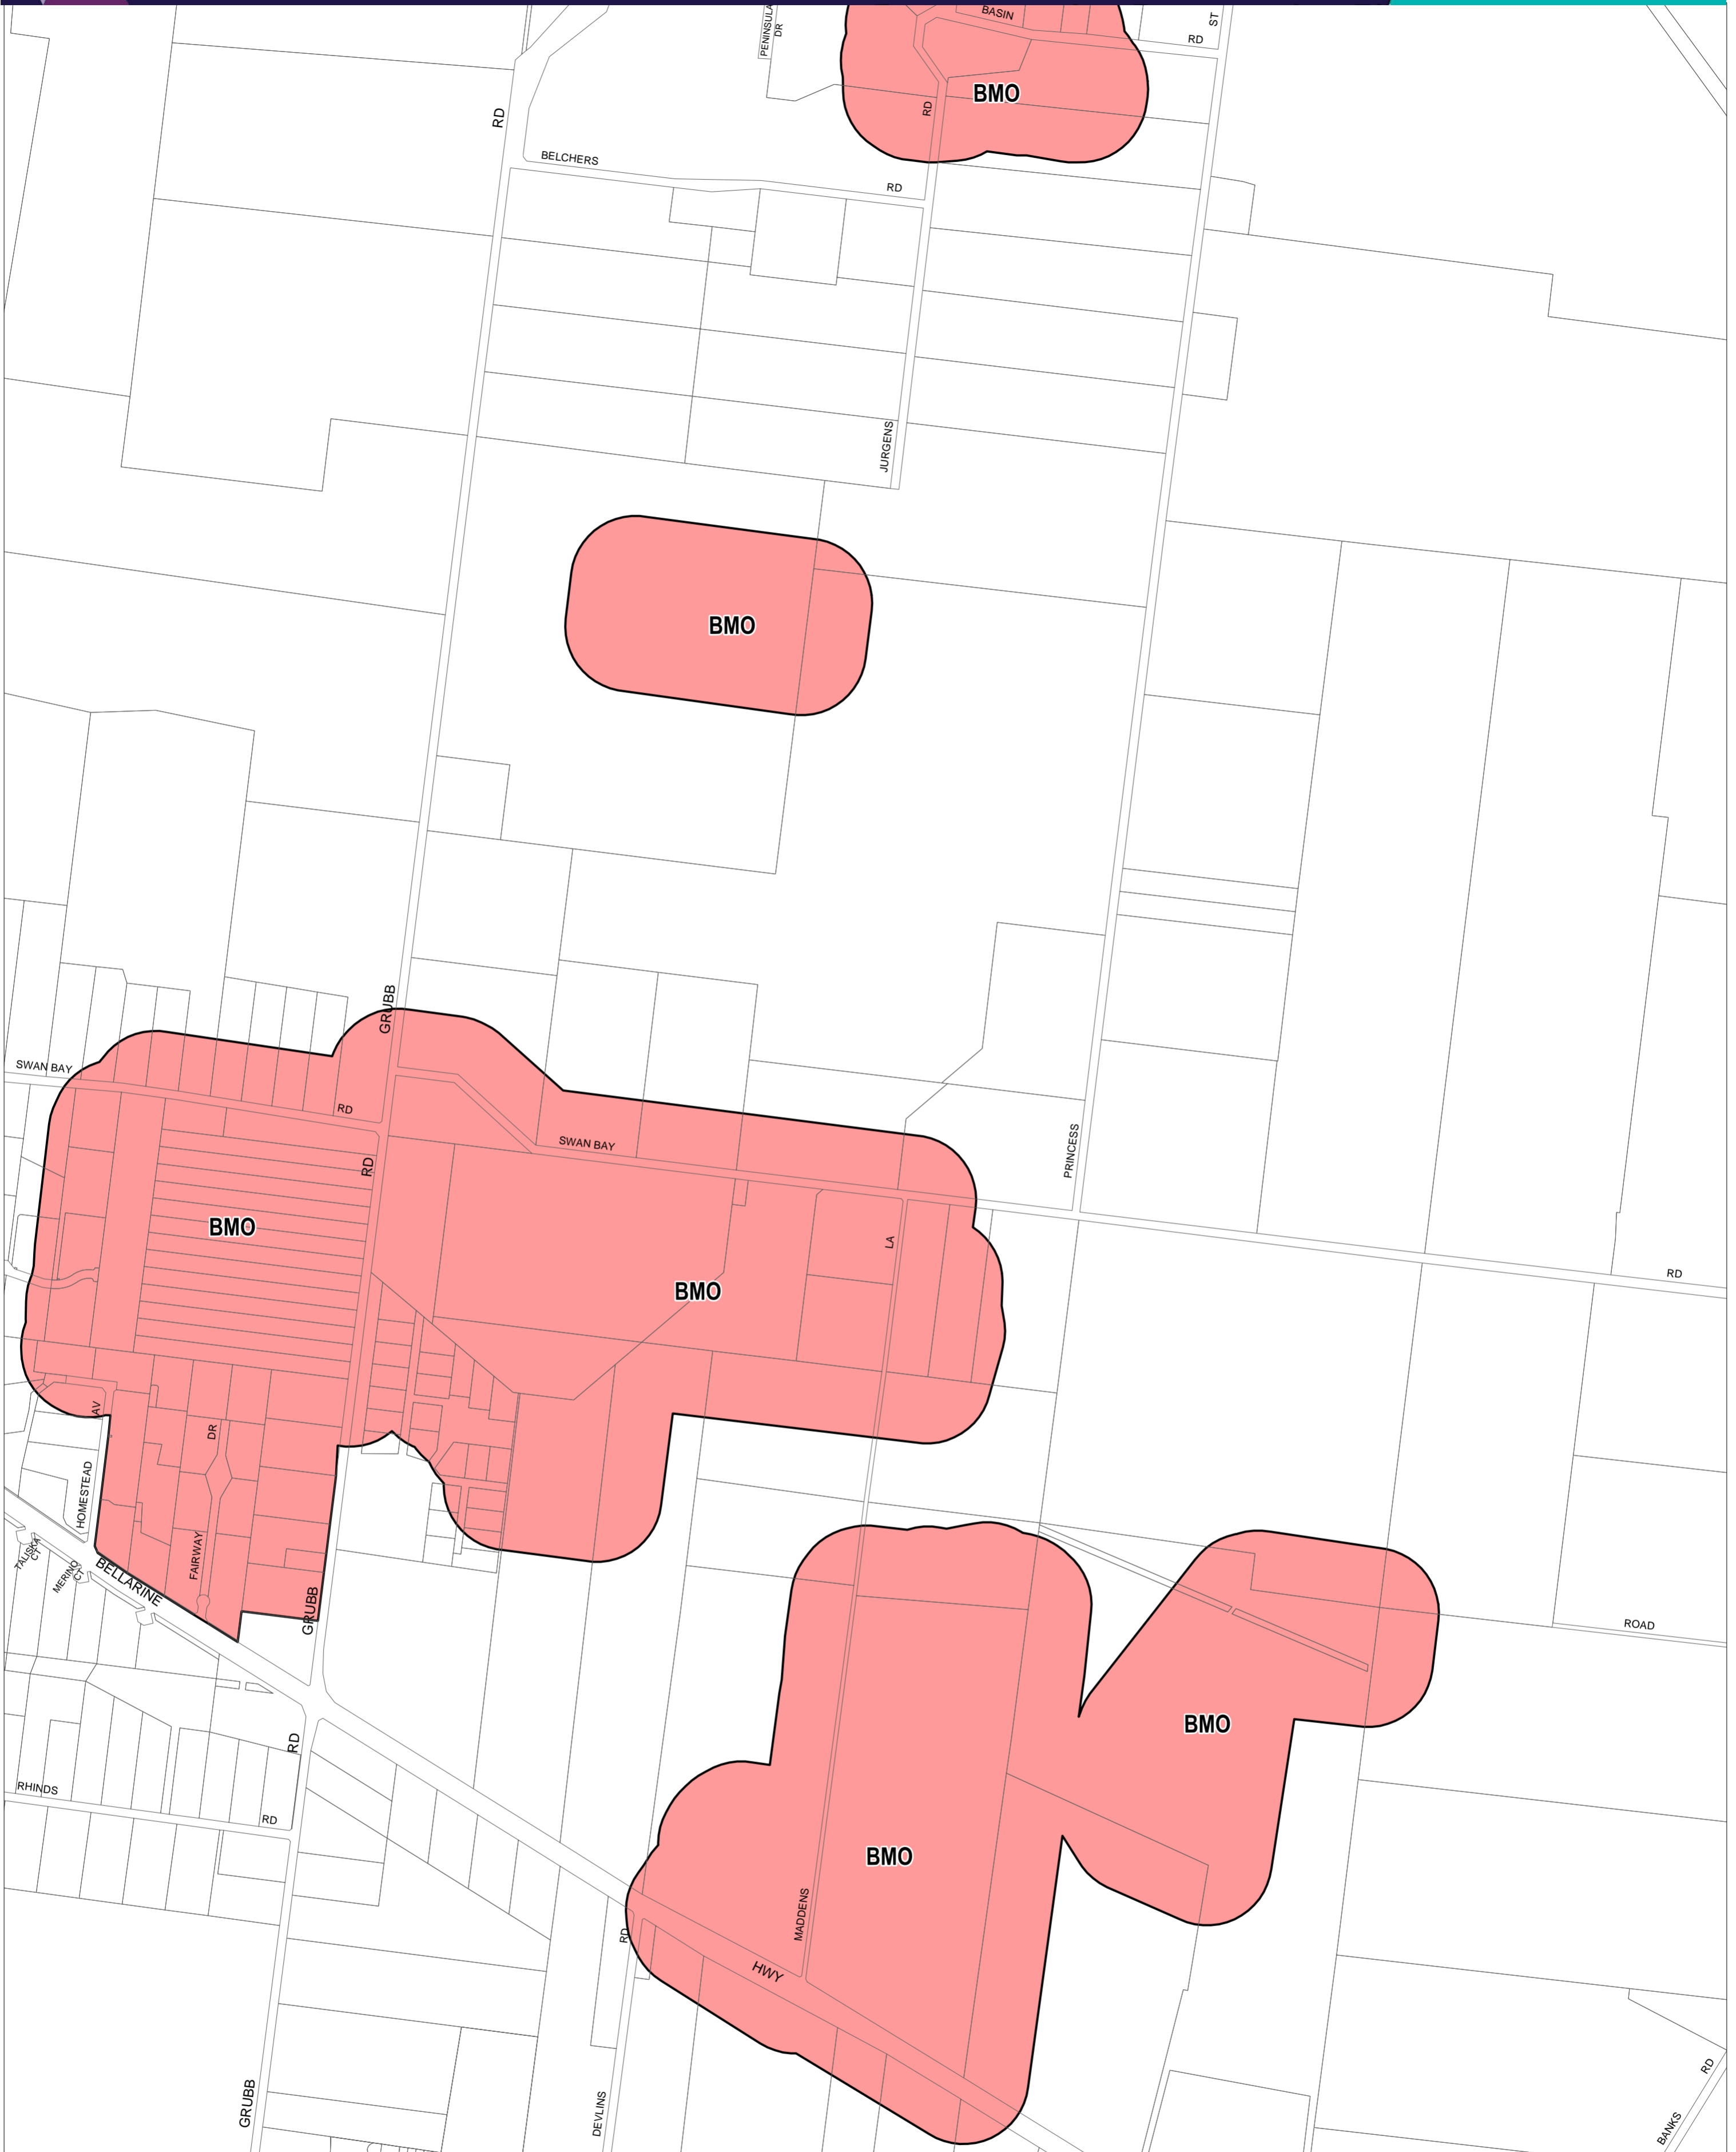 PENINSULA
DR
BASIN
ST
RD
BMO
RD
RD
BELCHERS
RD
JURGENS
BMO
GRUBB
SWAN BAY
RD
SWAN BAY
RD
PRINCESS
BMO
LA
BMO
RD
AV
DR
HOMESTEAD
FAIRWAY
TALISKA
CT
MERINO
CT
BELLARINE
GRUBB
ROAD
BMO
RD
RHINDS
RD
BMO
MADDENS
RD
HWY
GRUBB
DEVLINS
RD
BANKS